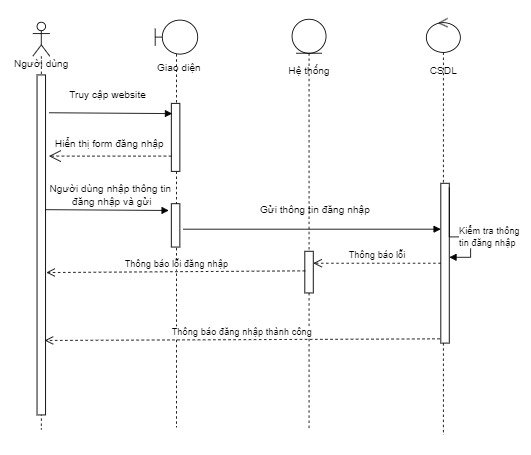 Người dùng
Giao diện
Hệ thống
CSDL
Truy cập website
Hiển thị form đăng nhập
Người dùng nhập thông tin
đăng nhập và gửi
Gửi thông tin đăng nhập
Kiểm tra thông
tin đăng nhập
Thông báo lỗi
Thông báo lỗi đăng nhập
Thông báo đăng nhập thành công